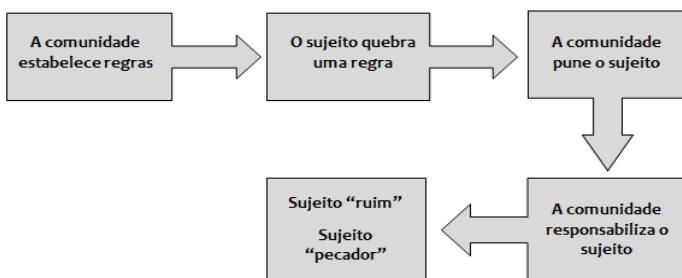 A comunidade
estabelece regras
O sujeito quebra
uma regra
A comunidade
pune o sujeito
A comunidade
responsabiliza o
sujeito
Sujeito “ruim”
Sujeito
“pecador”